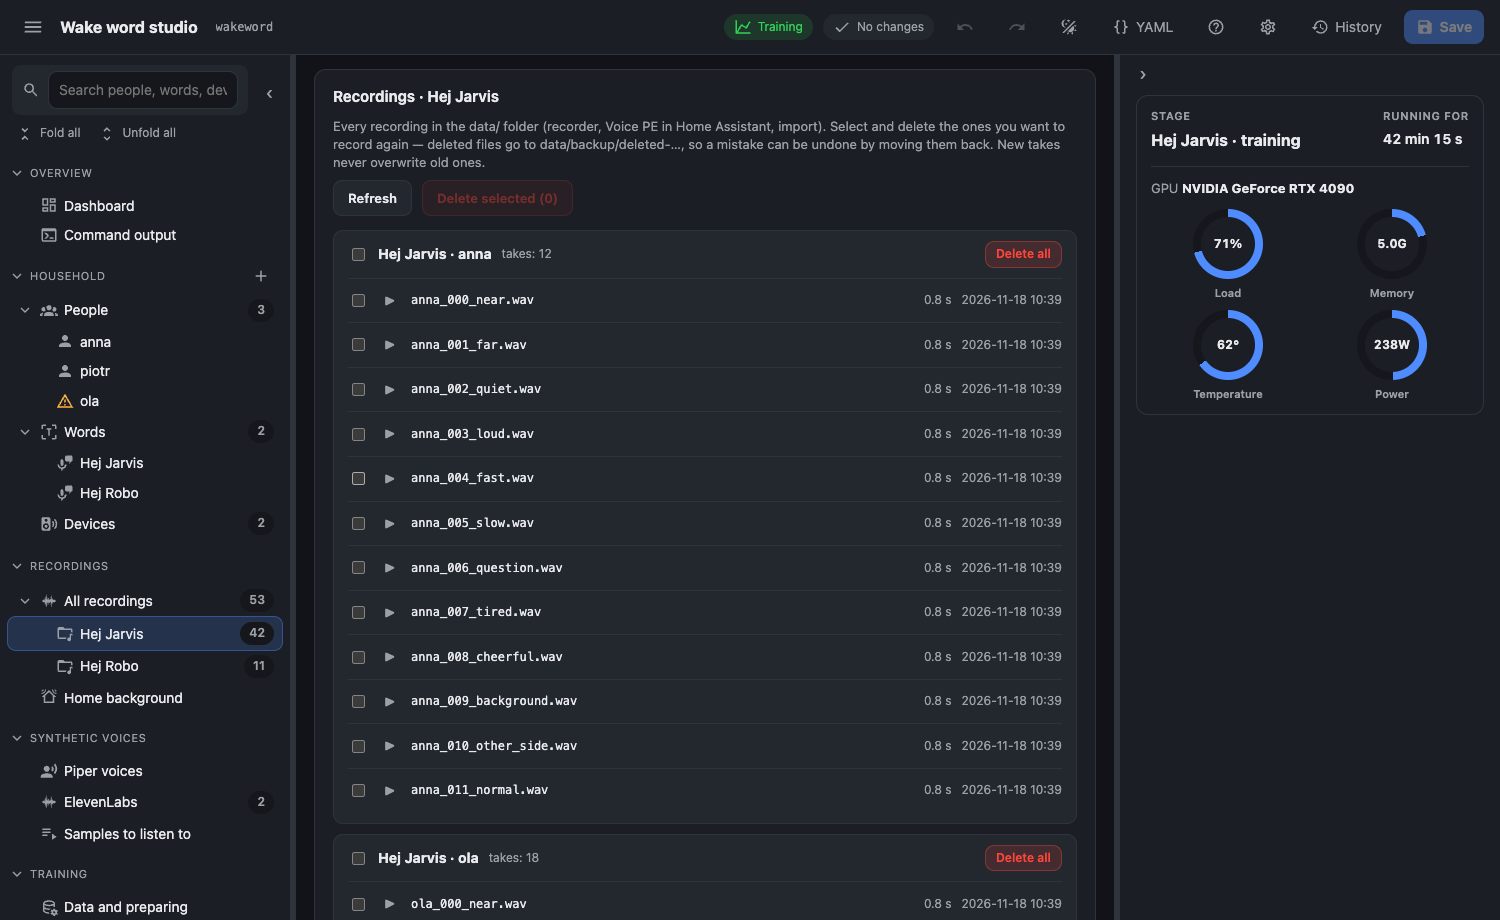 Wake word studio
wakeword
Training
No changes
YAML
History
Save
Search people, words, dev
Fold all
Unfold all
OVERVIEW
Dashboard
Command output
HOUSEHOLD
People
3
anna
piotr
ola
Words
2
Hej Jarvis
Hej Robo
Devices
2
RECORDINGS
All recordings
53
Hej Jarvis
42
Hej Robo
11
Home background
SYNTHETIC VOICES
Piper voices
ElevenLabs
2
Samples to listen to
TRAINING
Data and preparing
Recordings · Hej Jarvis
Every recording in the data/ folder (recorder, Voice PE in Home Assistant, import). Select and delete the ones you want to
record again — deleted files go to data/backup/deleted-..., so a mistake can be undone by moving them back. New takes
never overwrite old ones.
Refresh
Delete selected (0)
Hej Jarvis · anna takes: 12
Delete all
anna_000_near.wav 0.8 s 2026-11-18 10:39
anna_001_far.wav 0.8 s 2026-11-18 10:39
anna_002_quiet.wav 0.8 s 2026-11-18 10:39
anna_003_loud.wav 0.8 s 2026-11-18 10:39
anna_004_fast.wav 0.8 s 2026-11-18 10:39
anna_005_slow.wav 0.8 s 2026-11-18 10:39
anna_006_question.wav 0.8 s 2026-11-18 10:39
anna_007_tired.wav 0.8 s 2026-11-18 10:39
anna_008_cheerful.wav 0.8 s 2026-11-18 10:39
anna_009_background.wav 0.8 s 2026-11-18 10:39
anna_010_other_side.wav 0.8 s 2026-11-18 10:39
anna_011_normal.wav 0.8 s 2026-11-18 10:39
Hej Jarvis · ola takes: 18
Delete all
ola_000_near.wav 0.8 s 2026-11-18 10:39
STAGE
Hej Jarvis · training
RUNNING FOR
42 min 15 s
GPU NVIDIA GeForce RTX 4090
71%
Load
5.0G
Memory
62°
Temperature
238W
Power